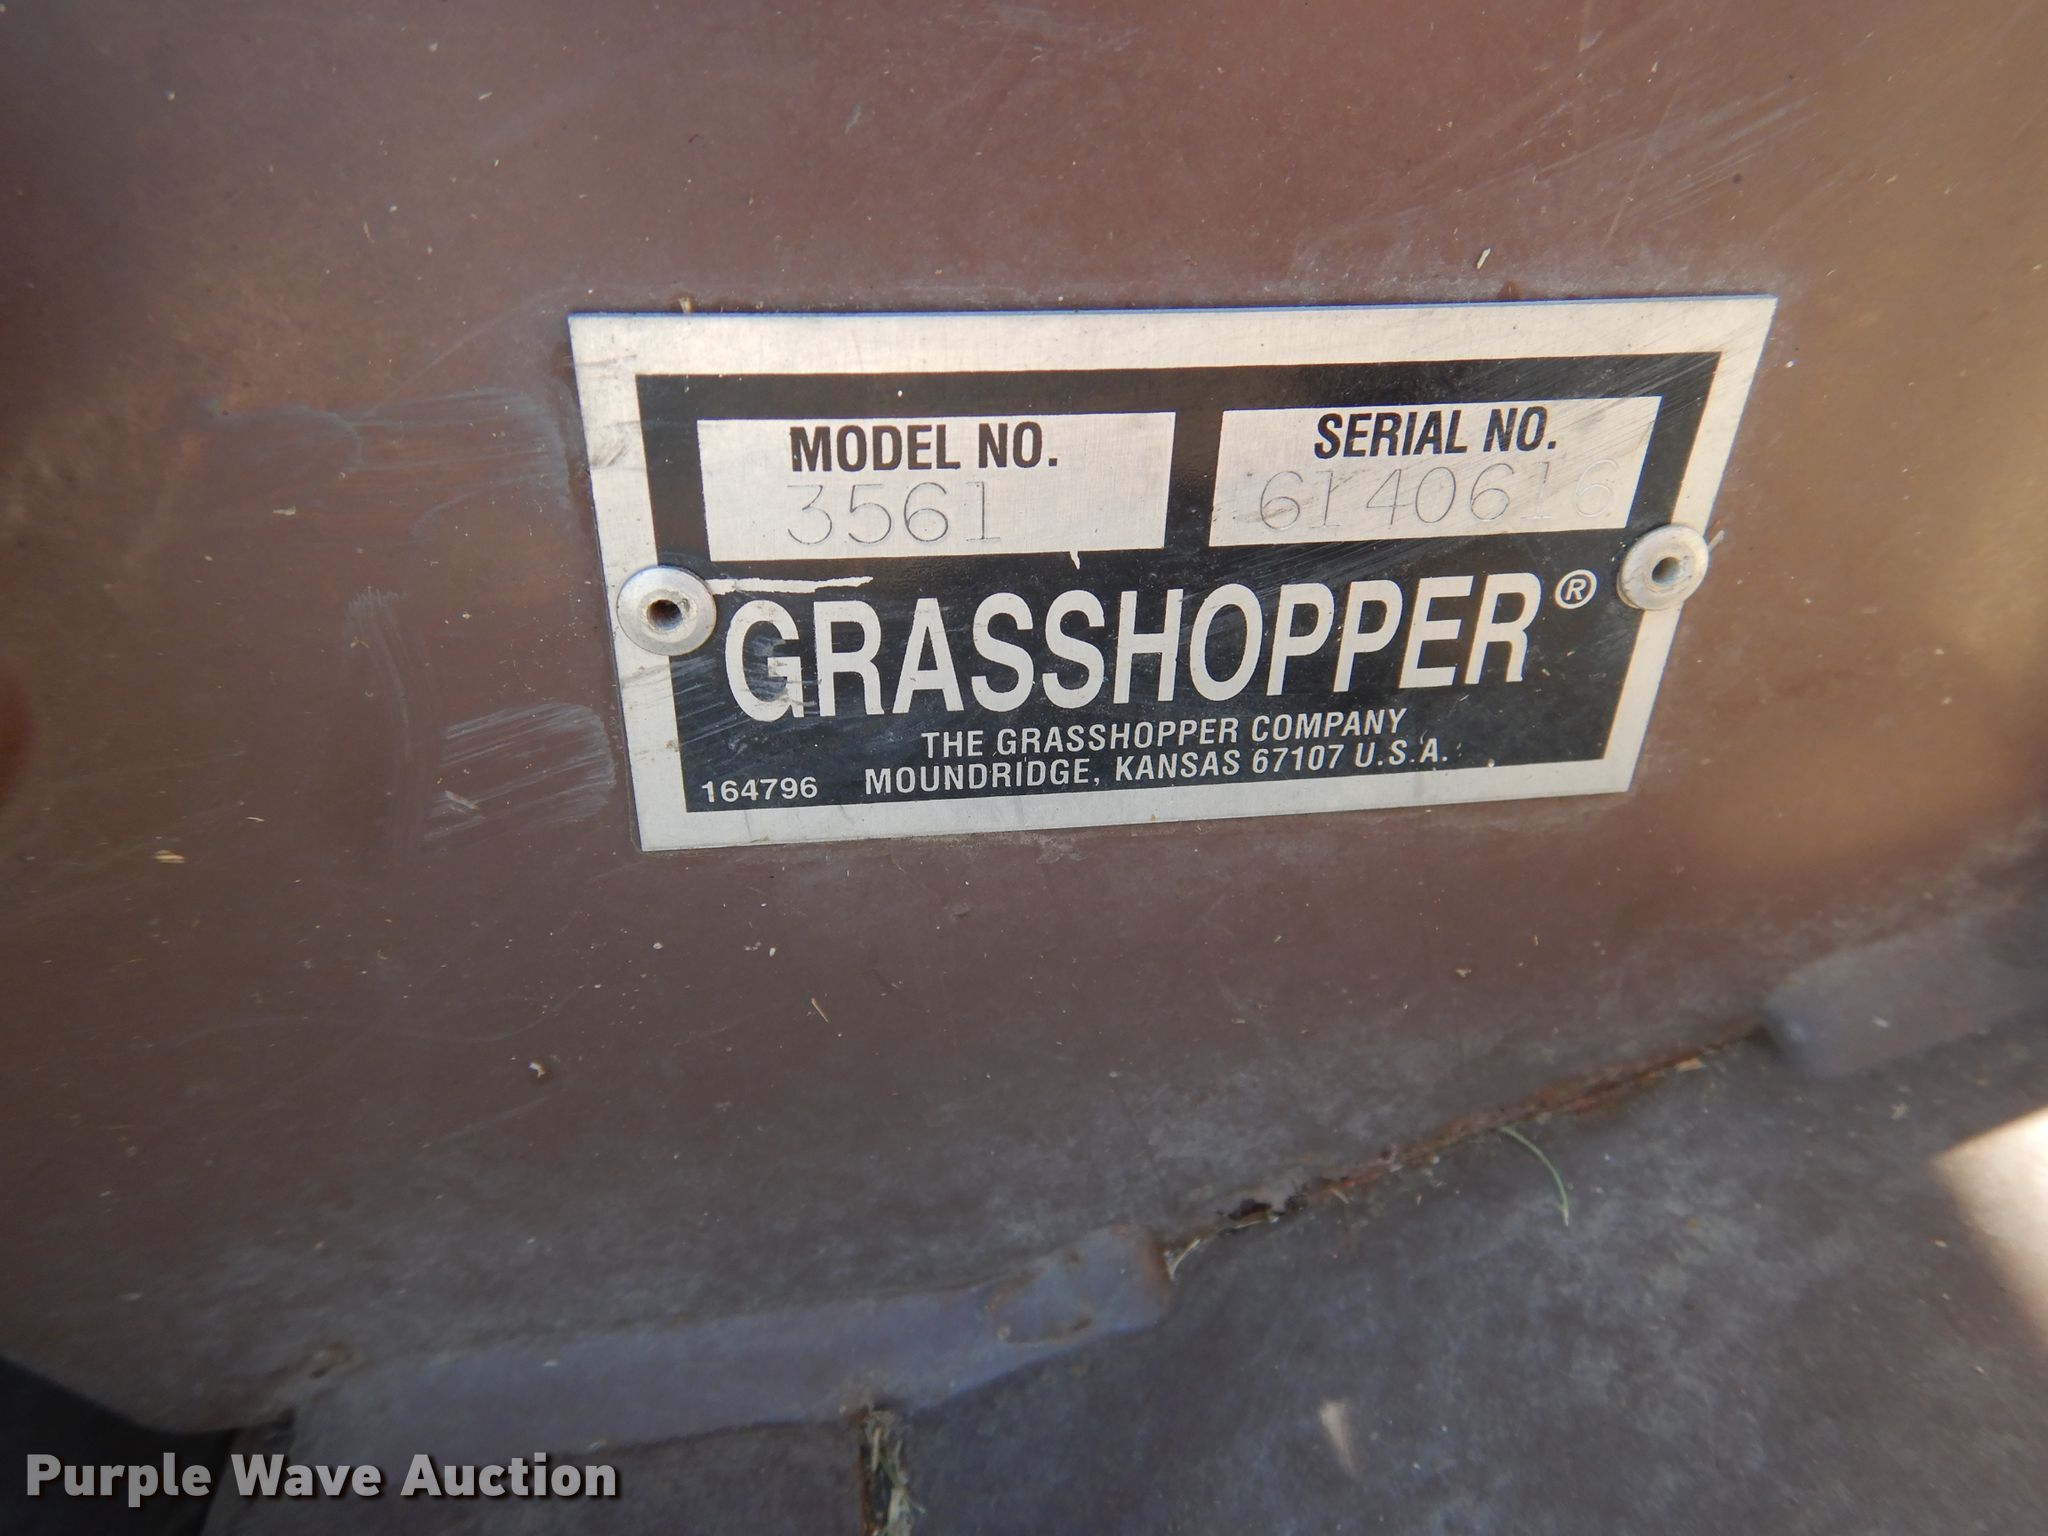 MODEL NO.
3561
SERIAL NO.
6140616
GRASSHOPPER®
THE GRASSHOPPER COMPANY
164796 MOUNDRIDGE, KANSAS 67107 U.S.A.
Purple Wave Auction